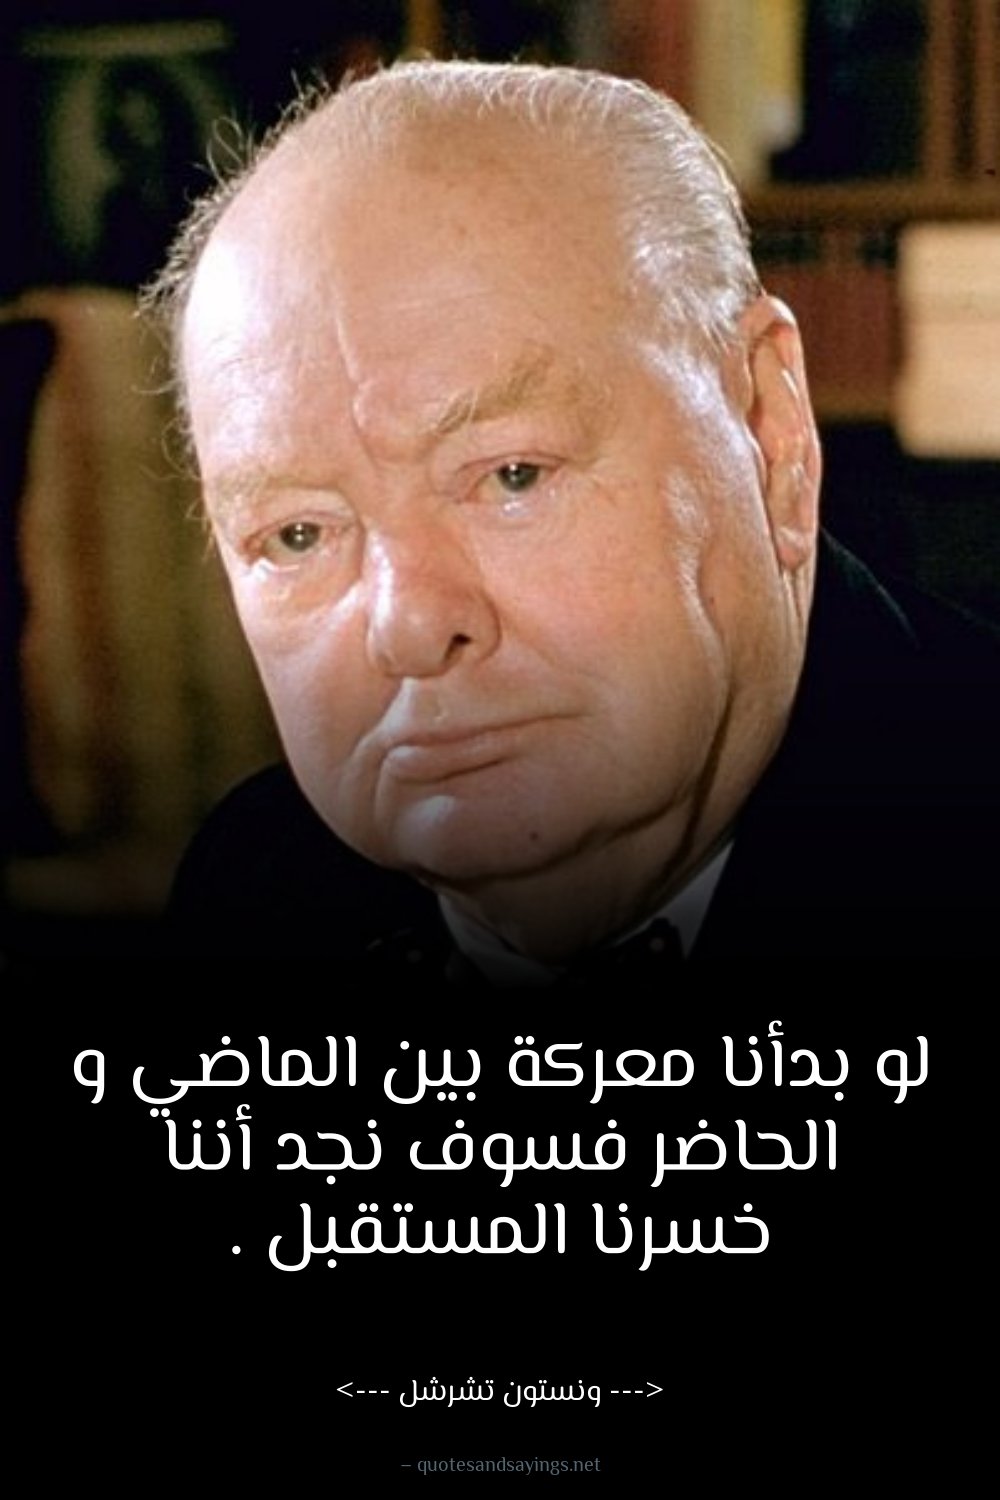 لو بدأنا معركة بين الماضي و
الحاضر فسوف نجد أننا
خسرنا المستقبل .
<--- ونستون تشرشل --->
– quotesandsayings.net